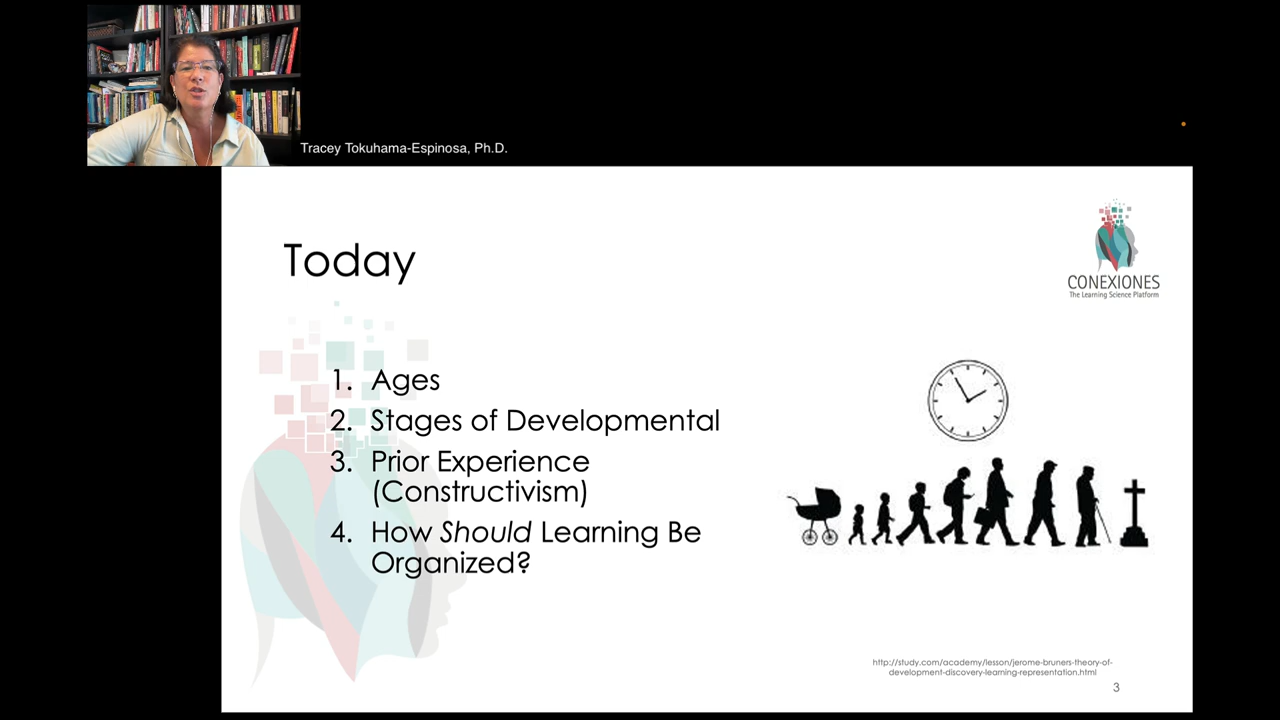 Tracey Tokuhama-Espinosa, Ph.D.
CONEXIONES
The Learning Science Platform
Today
1. Ages
2. Stages of Developmental
3. Prior Experience
(Constructivism)
4. How Should Learning Be
Organized?
http://study.com/academy/lesson/jerome-bruners-theory-of-
development-discovery-learning-representation.html
3